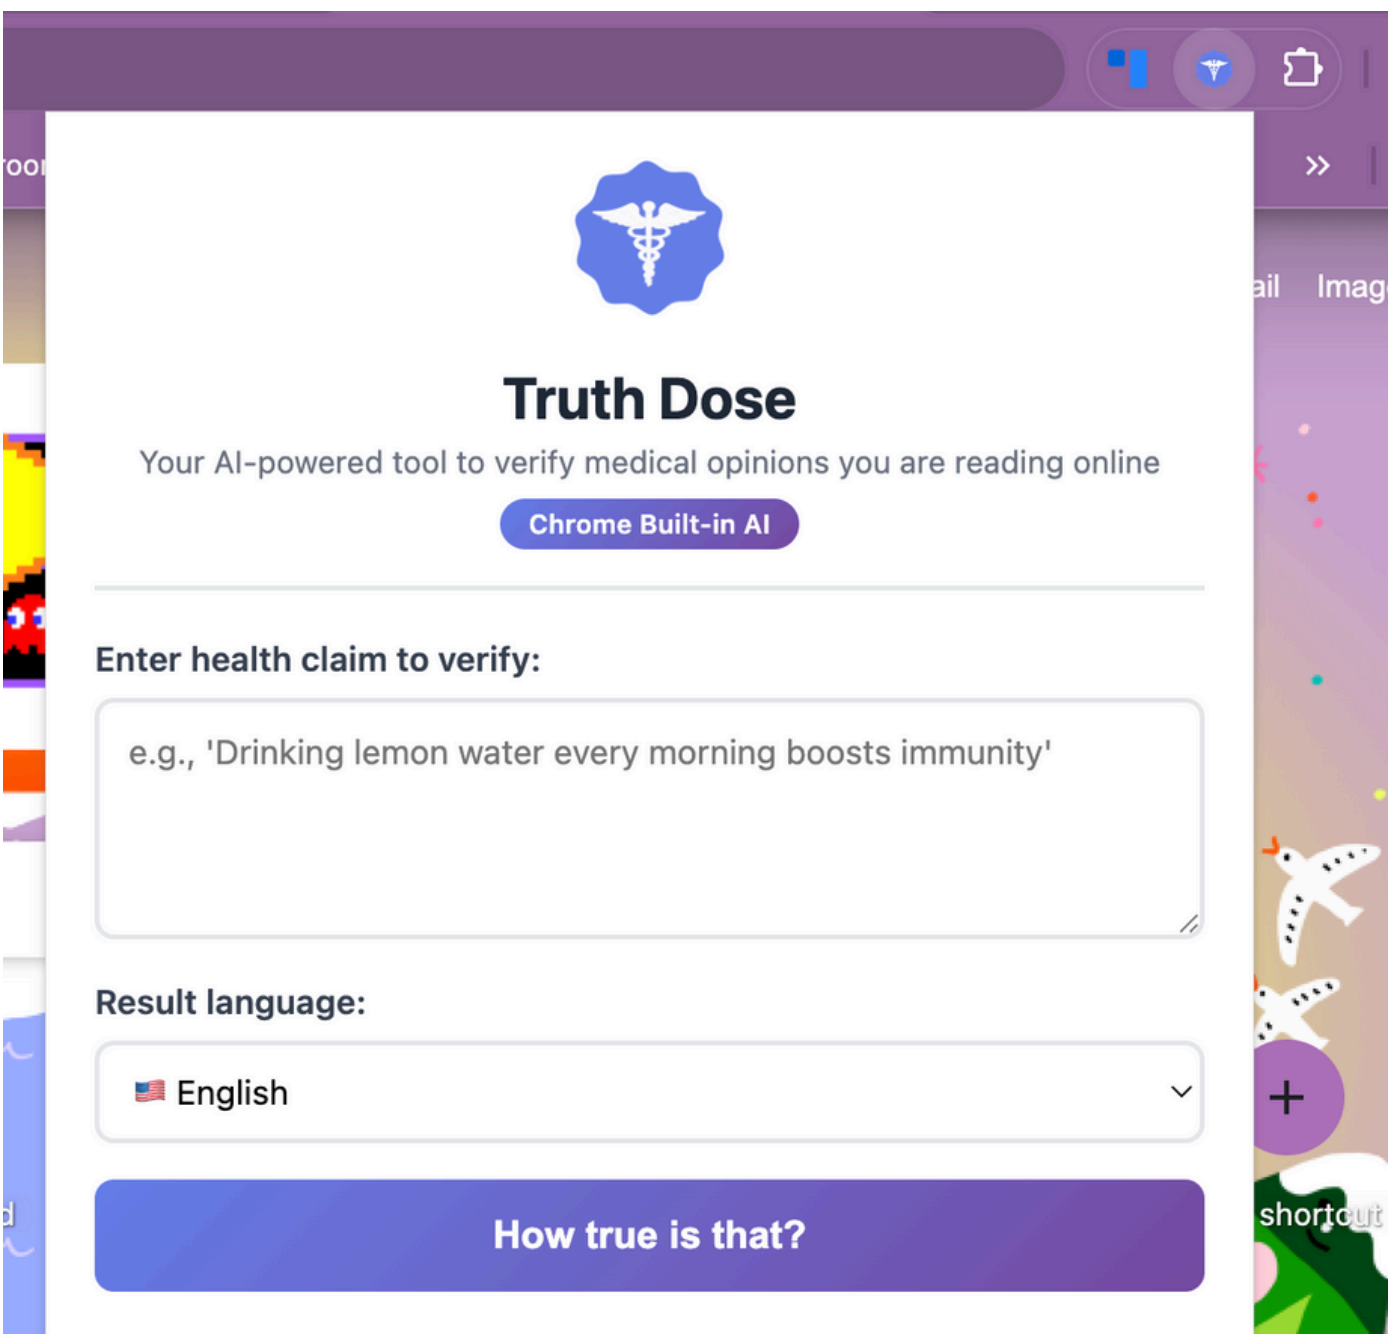 Truth Dose
Your AI-powered tool to verify medical opinions you are reading online
Chrome Built-in AI
Enter health claim to verify:
e.g., 'Drinking lemon water every morning boosts immunity'
Result language:
English
How true is that?
shortcut